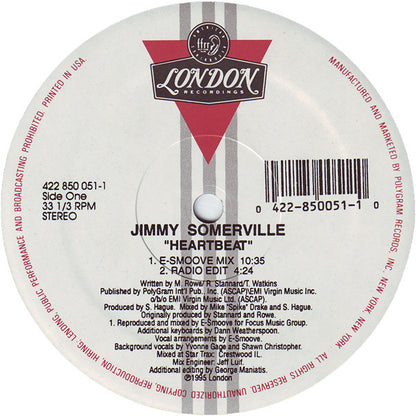 ffrr
LONDON
RECORDINGS
422 850 051-1
Side One
33 1/3 RPM
STEREO
0 422-850051-1 0
JIMMY SOMERVILLE
"HEARTBEAT"
1. E-SMOOVE MIX 10:35
2. RADIO EDIT 4:24
Written by M. Rowe/ R. Stannard/T. Watkins
Published by PolyGram Int'l Pub., Inc. (ASCAP)/EMI Virgin Music Inc.
o/b/o EMI Virgin Music Ltd. (ASCAP).
Produced by S. Hague. Mixed by Mike "Spike" Drake and S. Hague.
Originally produced by Stannard and Rowe.
1. Reproduced and mixed by E-Smoove for Focus Music Group.
Additional keyboards by Dann Weatherspoon.
Vocal arrangements by E-Smoove.
Background vocals by Yvonne Gage and Shawn Christopher.
Mixed at Star Trax: Crestwood IL.
Mix Engineer: Jeff Luif.
Additional editing by George Maniatis.
℗1995 London
MANUFACTURED AND MARKETED BY POLYGRAM RECORDS, INC. NEW YORK, NEW YORK
ALL RIGHTS RESERVED. UNAUTHORIZED COPYING, REPRODUCTION, HIRING, LENDING, PUBLIC PERFORMANCE AND BROADCASTING PROHIBITED. PRINTED IN USA.